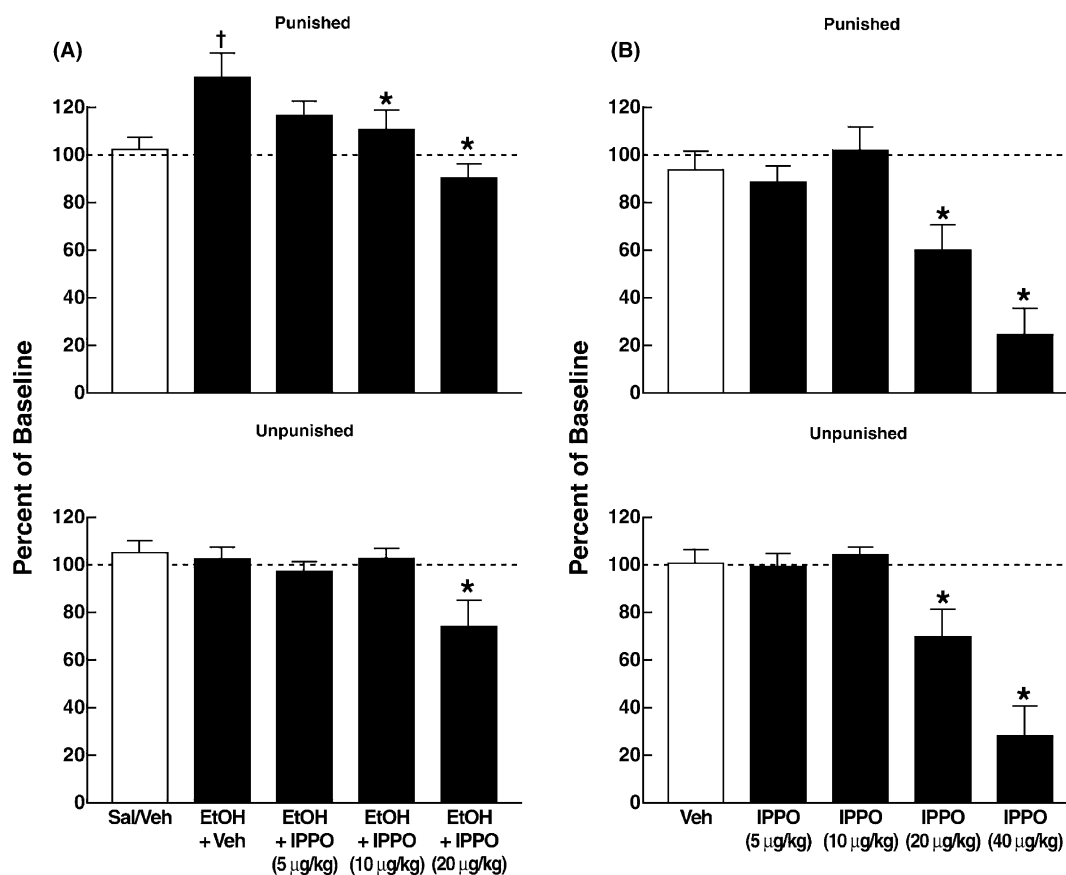 Punished
(A)
†
120
*
*
100
80
60
40
20
0
Unpunished
120
100
*
80
60
40
20
0
Percent of Baseline
Sal/Veh
EtOH
+ Veh
EtOH
+ IPPO
(5 µg/kg)
EtOH
+ IPPO
(10 µg/kg)
EtOH
+ IPPO
(20 µg/kg)
Punished
(B)
120
100
80
*
60
40
*
20
0
Unpunished
120
100
*
80
60
40
*
20
0
Percent of Baseline
Veh
IPPO
(5 µg/kg)
IPPO
(10 µg/kg)
IPPO
(20 µg/kg)
IPPO
(40 µg/kg)